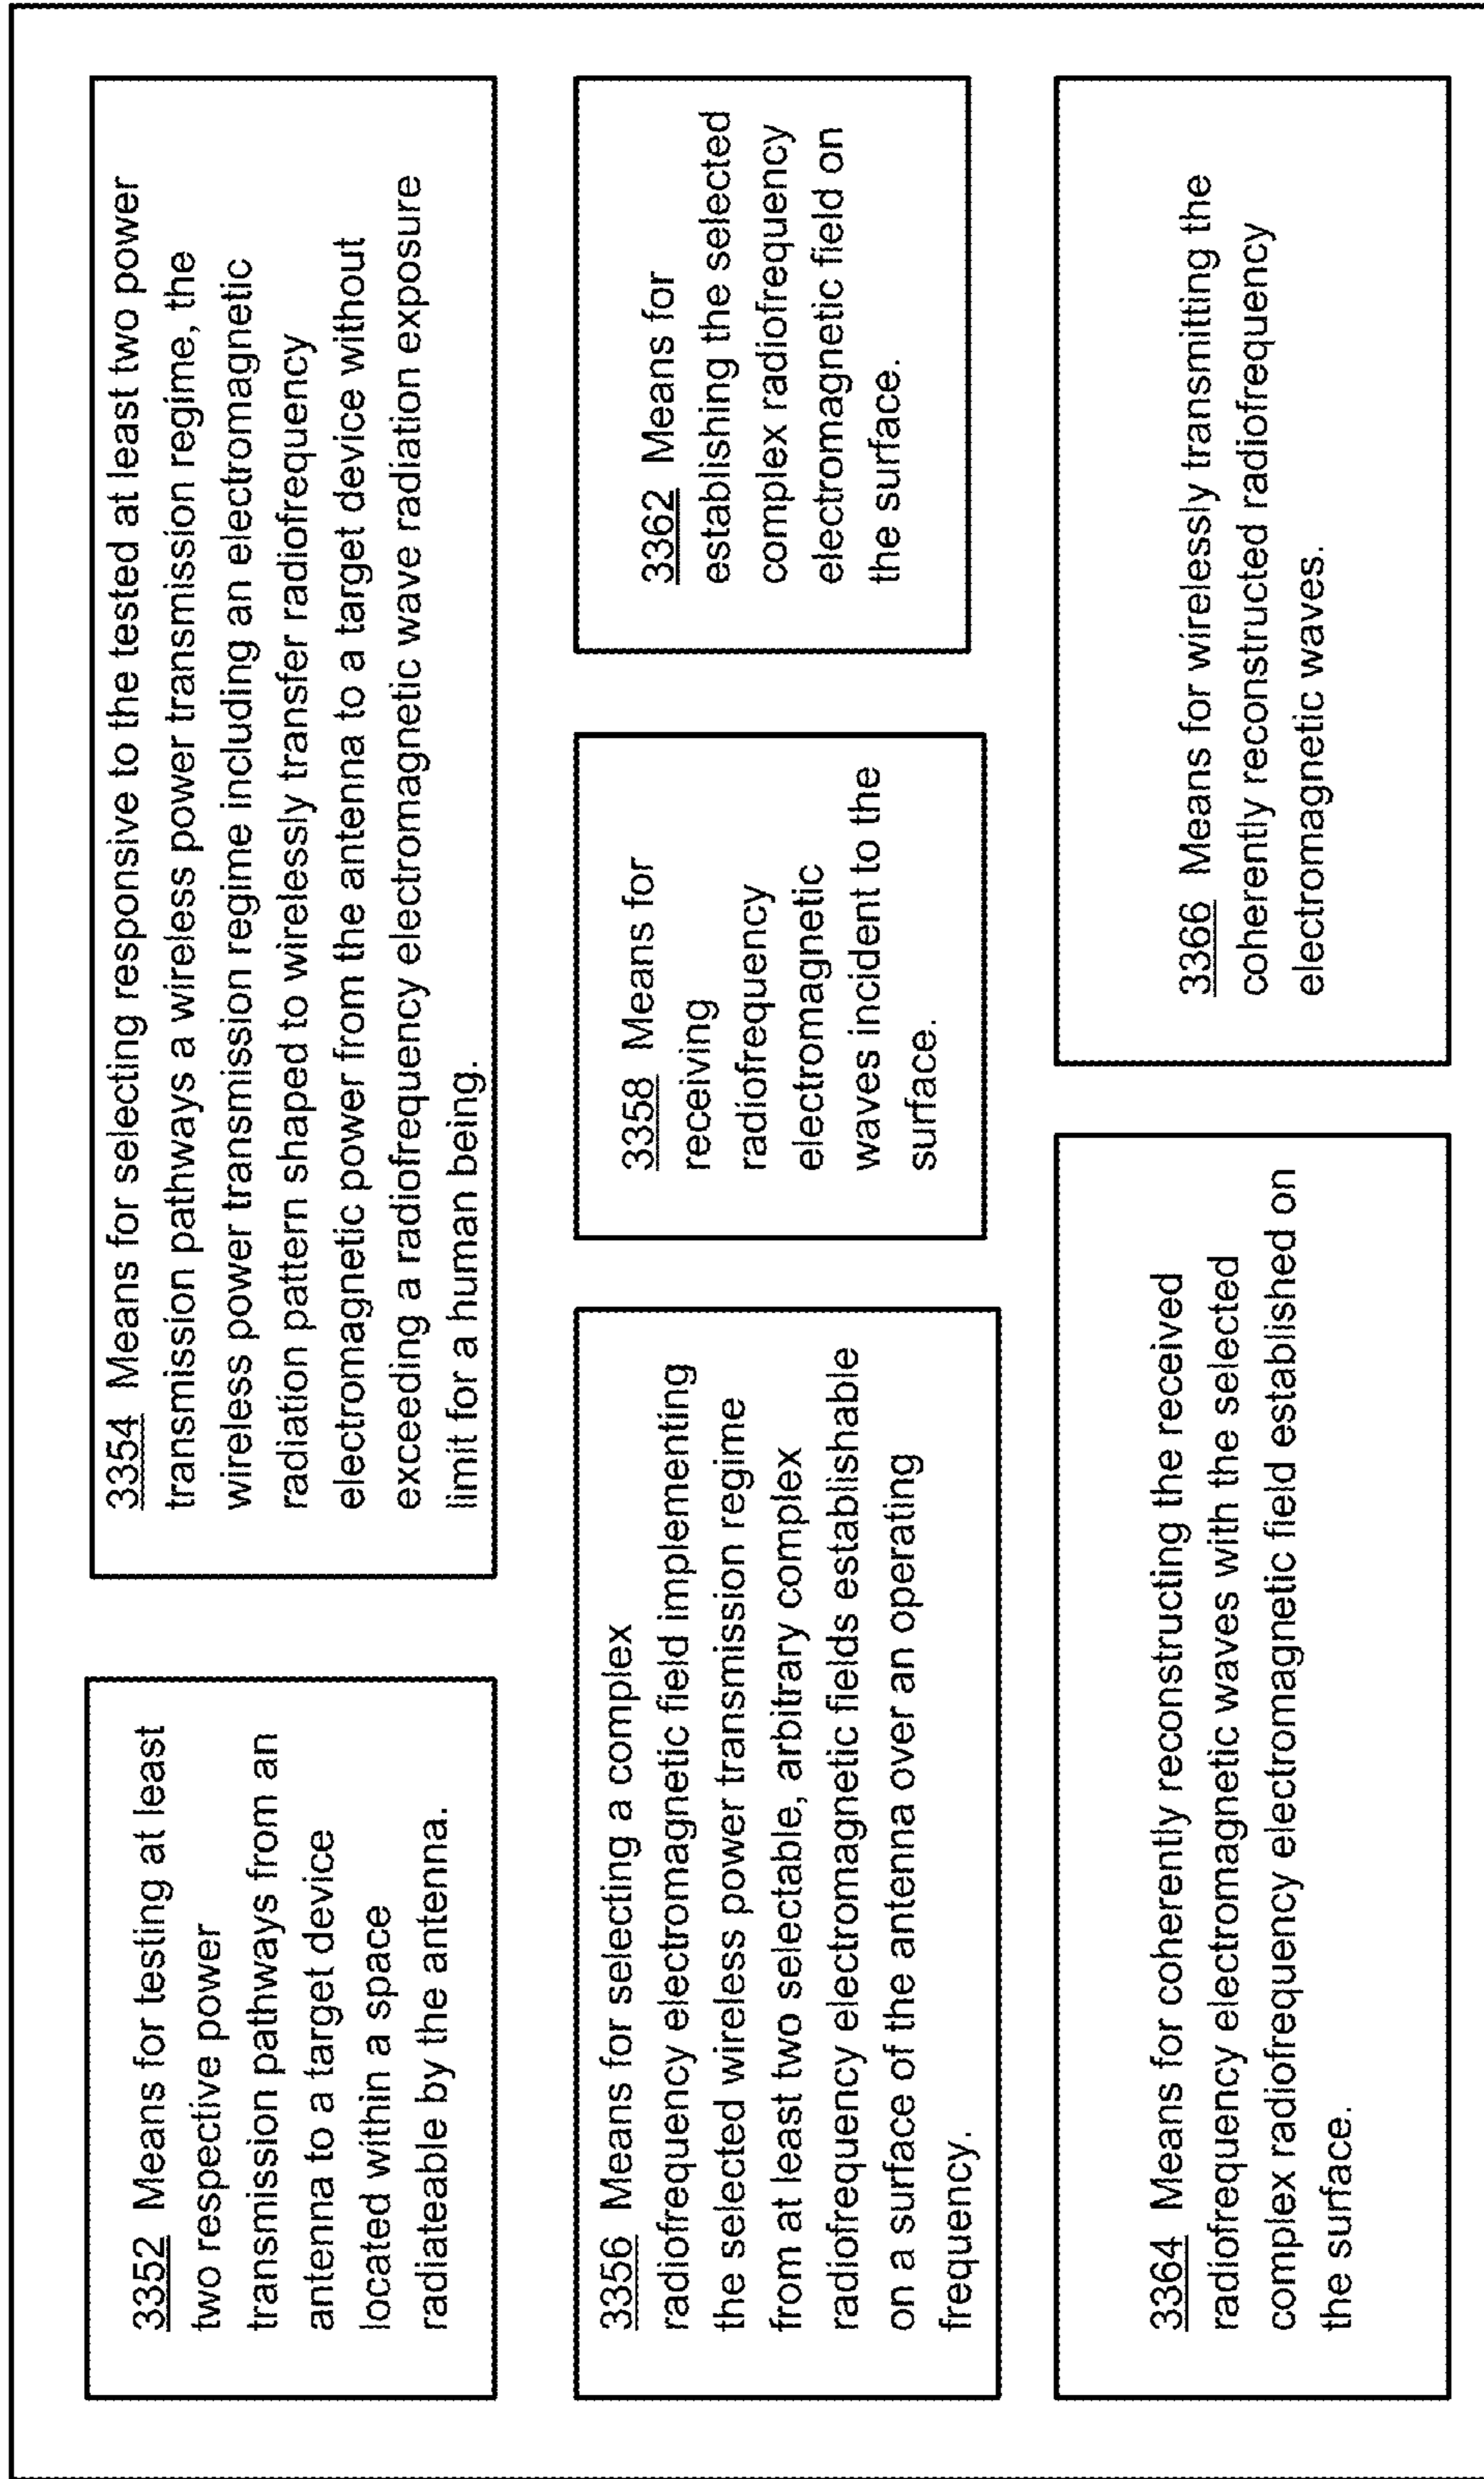 3352 Means for testing at least
two respective power
transmission pathways from an
antenna to a target device
located within a space
radiateable by the antenna.
3354 Means for selecting responsive to the tested at least two power
transmission pathways a wireless power transmission regime, the
wireless power transmission regime including an electromagnetic
radiation pattern shaped to wirelessly transfer radiofrequency
electromagnetic power from the antenna to a target device without
exceeding a radiofrequency electromagnetic wave radiation exposure
limit for a human being.
3356 Means for selecting a complex
radiofrequency electromagnetic field implementing
the selected wireless power transmission regime
from at least two selectable, arbitrary complex
radiofrequency electromagnetic fields establishable
on a surface of the antenna over an operating
frequency.
3358 Means for
receiving
radiofrequency
electromagnetic
waves incident to the
surface.
3362 Means for
establishing the selected
complex radiofrequency
electromagnetic field on
the surface.
3364 Means for coherently reconstructing the received
radiofrequency electromagnetic waves with the selected
complex radiofrequency electromagnetic field established on
the surface.
3366 Means for wirelessly transmitting the
coherently reconstructed radiofrequency
electromagnetic waves.